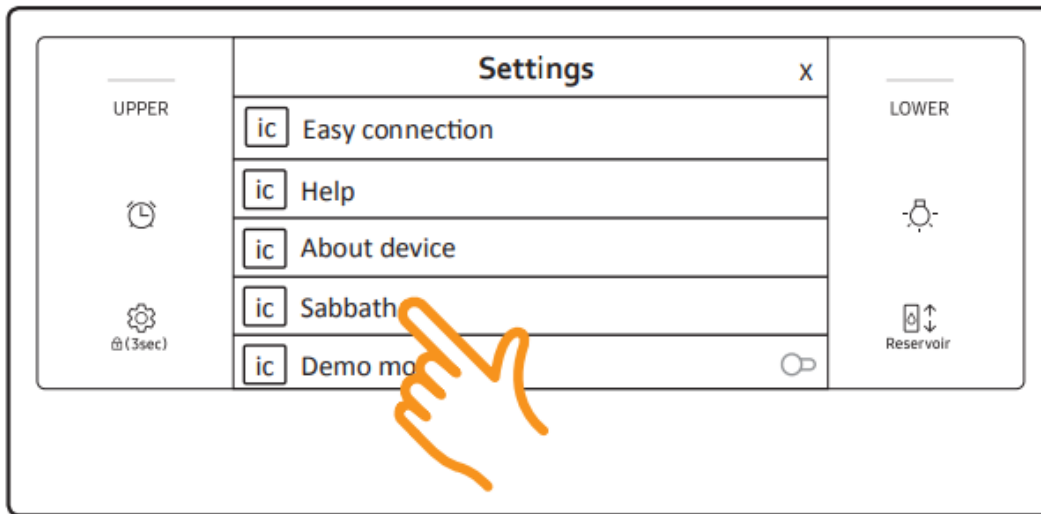 Settings X
UPPER
LOWER
ic Easy connection
ic Help
ic About device
ic Sabbath
(3sec)
Reservoir
ic Demo mo